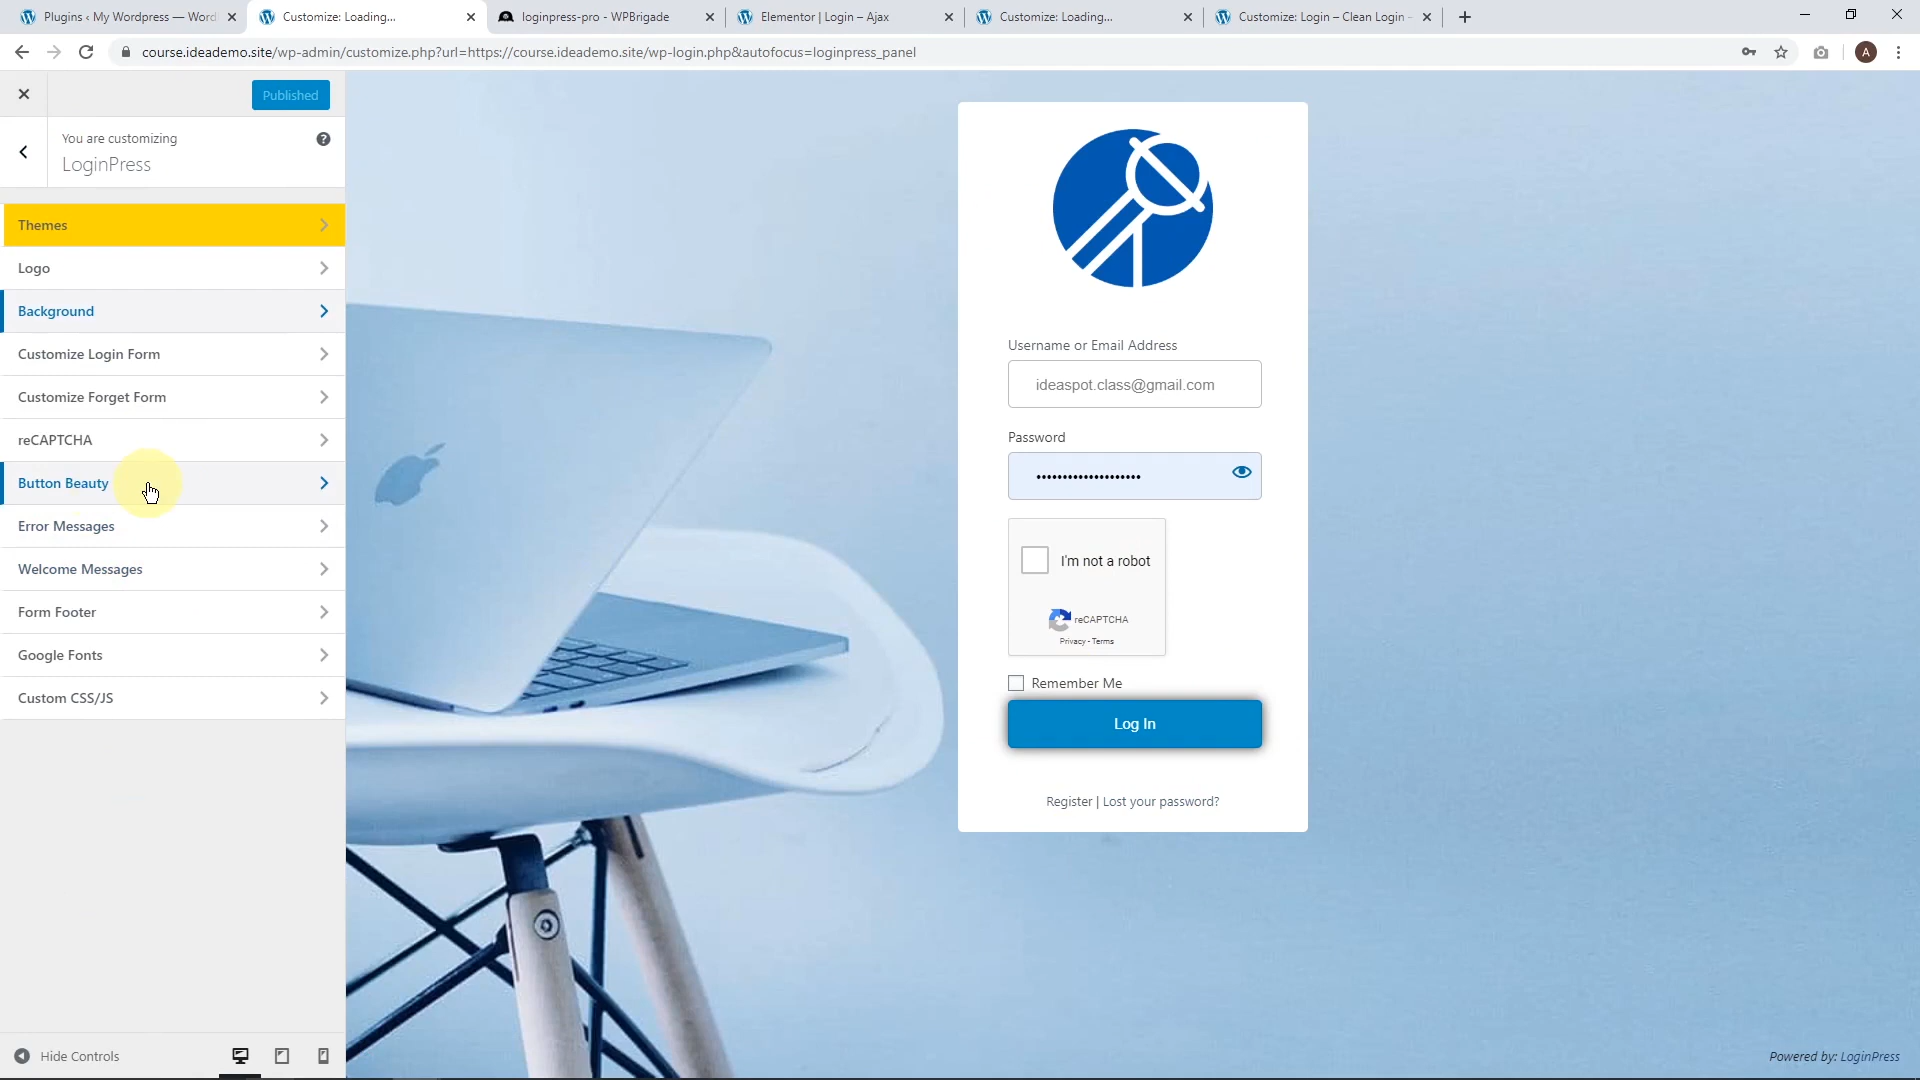 Plugins ‹ My Wordpress — Word
Customize: Loading...
loginpress-pro - WPBrigade
Elementor | Login – Ajax
Customize: Loading...
Customize: Login – Clean Login -
course.ideademo.site/wp-admin/customize.php?url=https://course.ideademo.site/wp-login.php&autofocus=loginpress_panel
A
Published
You are customizing
LoginPress
Themes
Logo
Background
Customize Login Form
Customize Forget Form
reCAPTCHA
Button Beauty
Error Messages
Welcome Messages
Form Footer
Google Fonts
Custom CSS/JS
Hide Controls
Username or Email Address
ideaspot.class@gmail.com
Password
I'm not a robot
reCAPTCHA
Privacy - Terms
Remember Me
Log In
Register | Lost your password?
Powered by: LoginPress